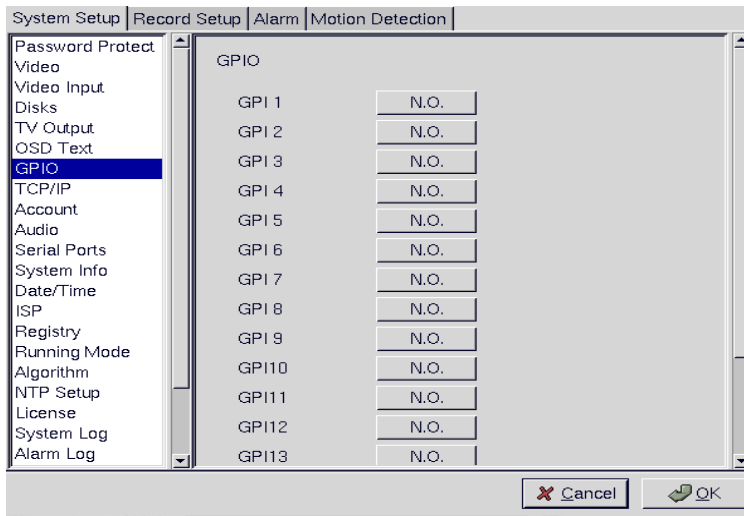 System Setup Record Setup Alarm Motion Detection
Password Protect
Video
Video Input
Disks
TV Output
OSD Text
GPIO
TCP/IP
Account
Audio
Serial Ports
System Info
Date/Time
ISP
Registry
Running Mode
Algorithm
NTP Setup
License
System Log
Alarm Log
GPIO
GPI 1 N.O.
GPI 2 N.O.
GPI 3 N.O.
GPI 4 N.O.
GPI 5 N.O.
GPI 6 N.O.
GPI 7 N.O.
GPI 8 N.O.
GPI 9 N.O.
GPI10 N.O.
GPI11 N.O.
GPI12 N.O.
GPI13 N.O.
Cancel OK